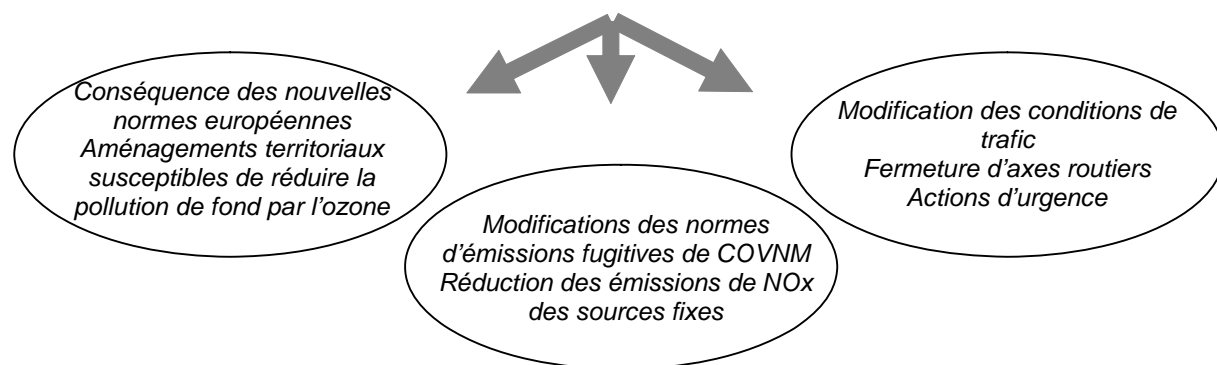 Conséquence des nouvelles
normes européennes
Aménagements territoriaux
susceptibles de réduire la
pollution de fond par l'ozone
Modifications des normes
d'émissions fugitives de COVNM
Réduction des émissions de NOx
des sources fixes
Modification des conditions de
trafic
Fermeture d'axes routiers
Actions d'urgence